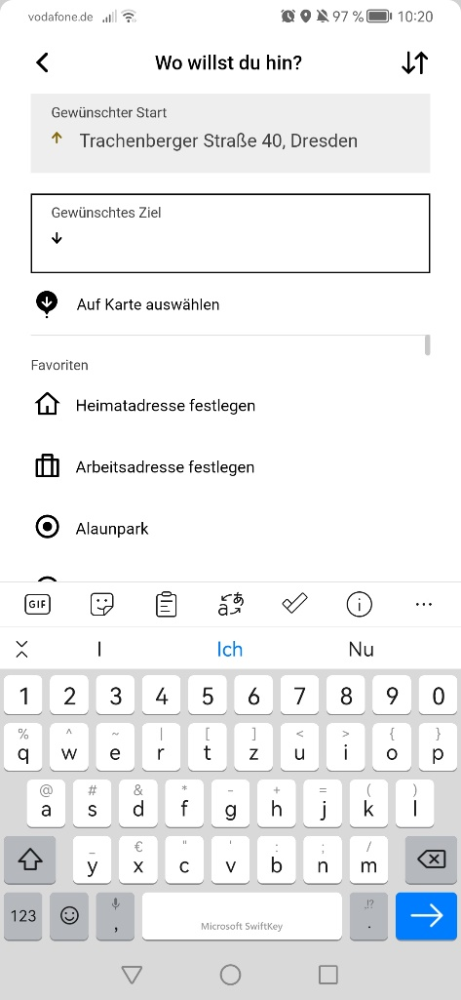 vodafone.de 97 % 10:20
Wo willst du hin?
Gewünschter Start
Trachenberger Straße 40, Dresden
Gewünschtes Ziel
Auf Karte auswählen
Favoriten
Heimatadresse festlegen
Arbeitsadresse festlegen
Alaunpark
GIF aあ i ...
I Ich Nu
1 2 3 4 5 6 7 8 9 0
% ^ ~ | [ ] < > { }
q w e r t z u i o p
@ # & * - + = ( )
a s d f g h j k l
_ € " ' : ; /
y x c v b n m
123 , Microsoft SwiftKey ,!? .